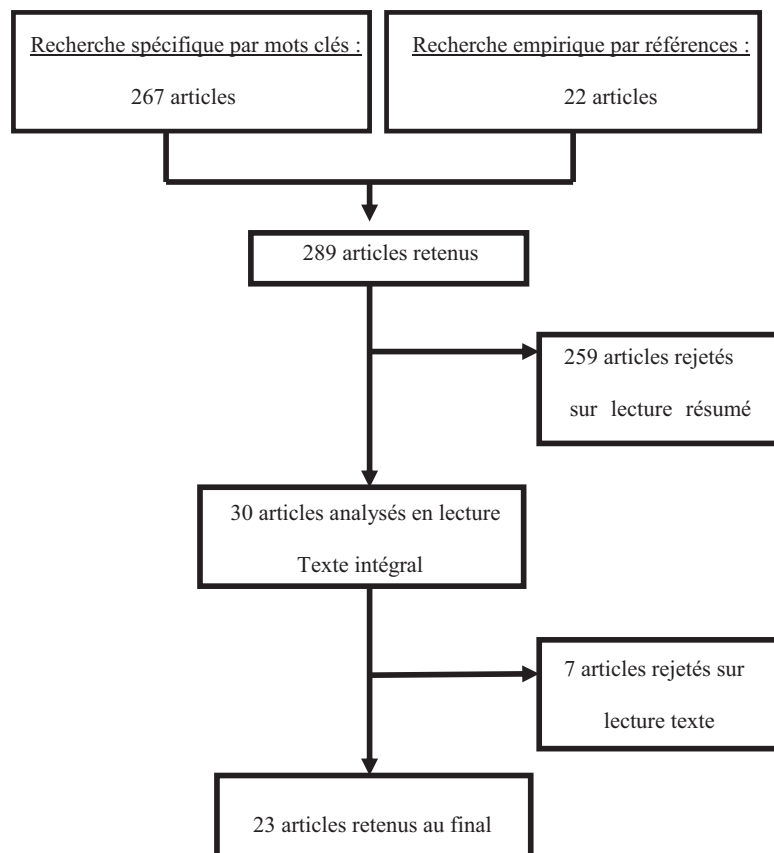 Recherche spécifique par mots clés :
267 articles
Recherche empirique par références :
22 articles
289 articles retenus
259 articles rejetés
sur lecture résumé
30 articles analysés en lecture
Texte intégral
7 articles rejetés sur
lecture texte
23 articles retenus au final